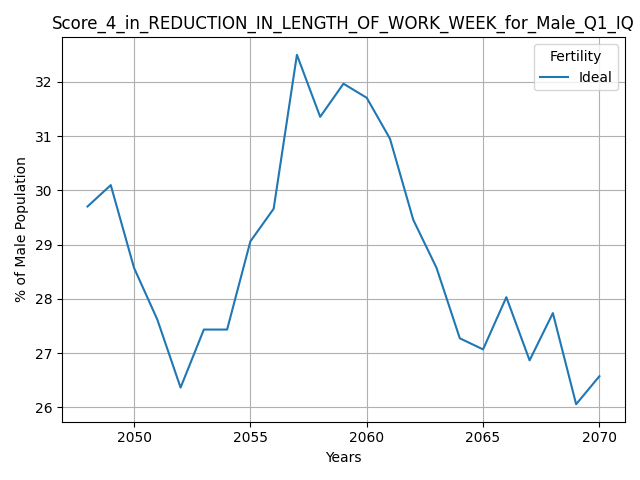 Score_4_in_REDUCTION_IN_LENGTH_OF_WORK_WEEK_for_Male_Q1_IQ
Fertility
Ideal
% of Male Population
32
31
30
29
28
27
26
2050
2055
2060
2065
2070
Years